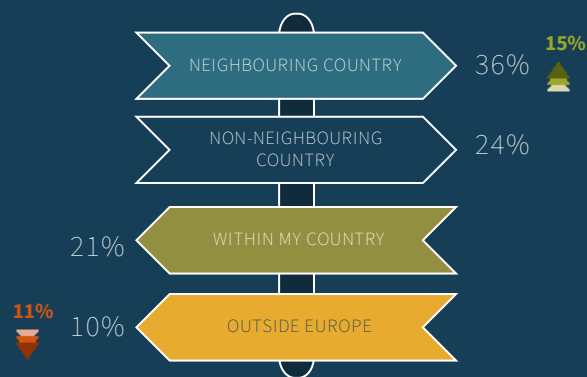 15%
NEIGHBOURING COUNTRY
36%
NON-NEIGHBOURING
COUNTRY
24%
21%
WITHIN MY COUNTRY
11%
10%
OUTSIDE EUROPE